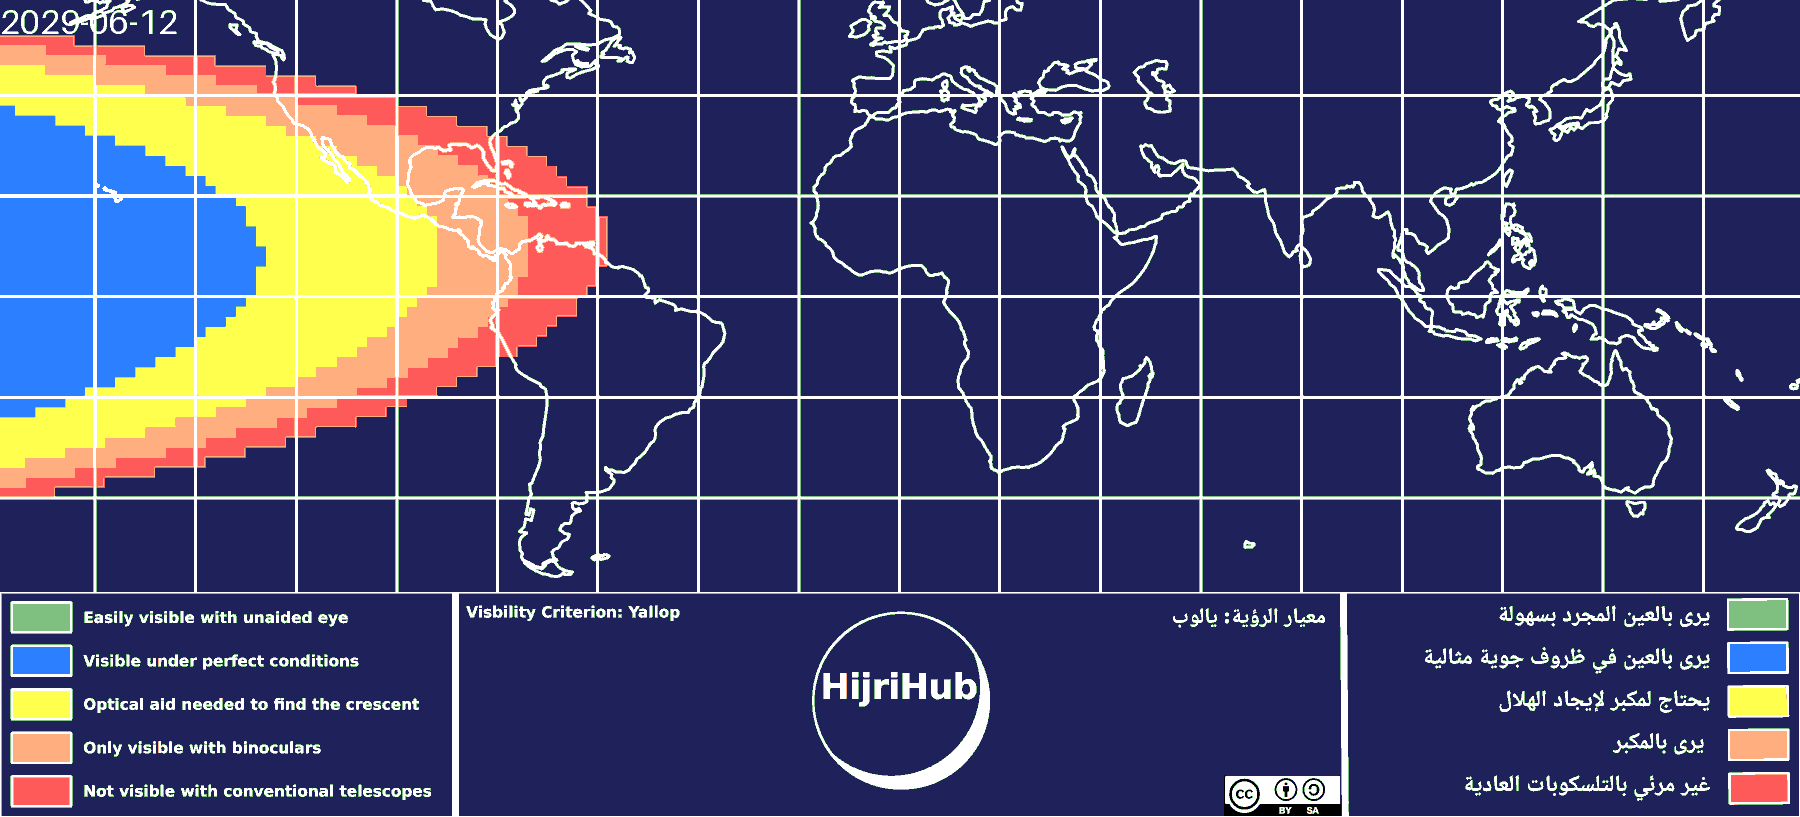 2029-06-12
Easily visible with unaided eye
Visible under perfect conditions
Optical aid needed to find the crescent
Only visible with binoculars
Not visible with conventional telescopes
Visbility Criterion: Yallop
معيار الرؤية: يالوب
HijriHub
cc
BY SA
يرى بالعين المجرد بسهولة
يرى بالعين في ظروف جوية مثالية
يحتاج لمكبر لإيجاد الهلال
يرى بالمكبر
غير مرئي بالتلسكوبات العادية